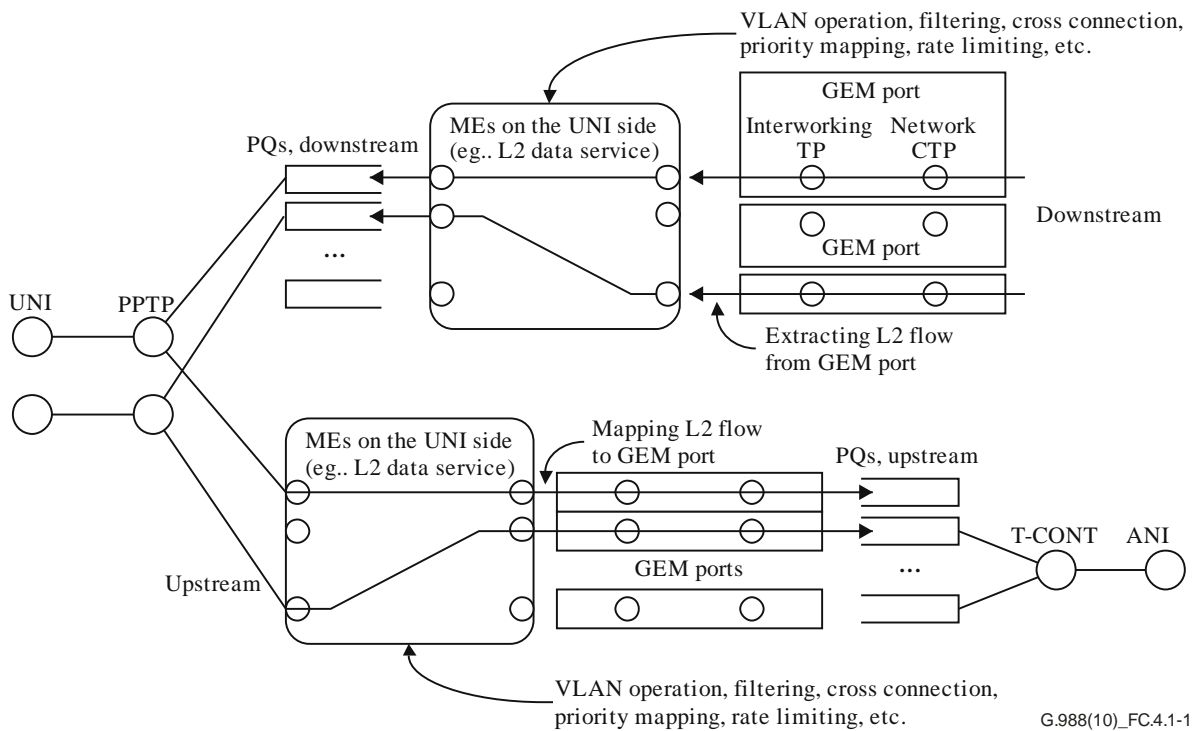 VLAN operation, filtering, cross connection,
priority mapping, rate limiting, etc.
GEM port
MEs on the UNI side
(eg.. L2 data service)
Interworking
TP
Network
CTP
PQs, downstream
Downstream
GEM port
...
UNI
PPTP
Extracting L2 flow
from GEM port
MEs on the UNI side
(eg.. L2 data service)
Mapping L2 flow
to GEM port
PQs, upstream
T-CONT
ANI
GEM ports
...
Upstream
VLAN operation, filtering, cross connection,
priority mapping, rate limiting, etc.
G.988(10)_FC.4.1-1